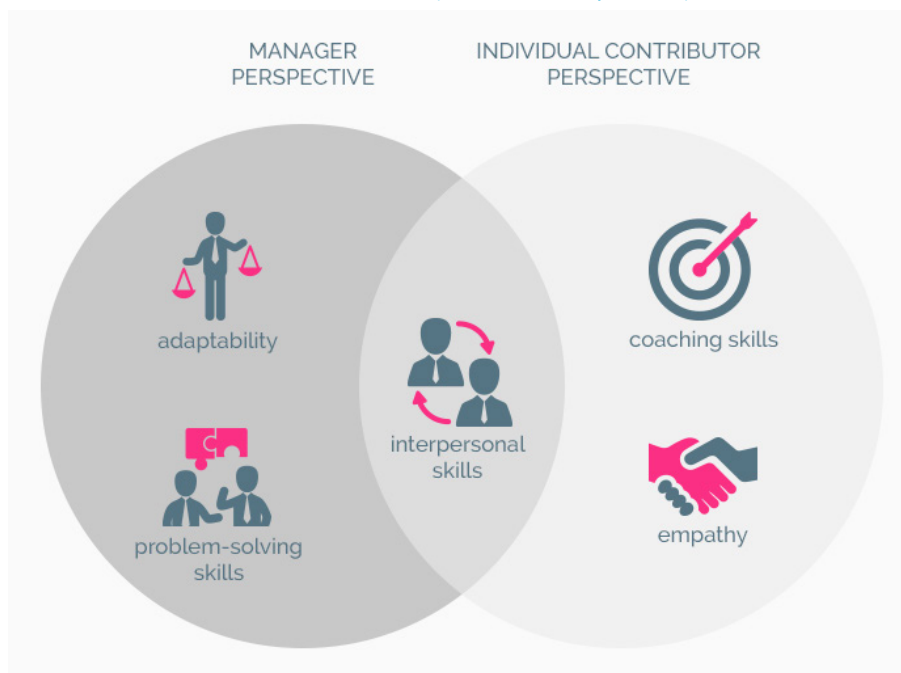 MANAGER
PERSPECTIVE
INDIVIDUAL CONTRIBUTOR
PERSPECTIVE
adaptability
problem-solving
skills
interpersonal
skills
coaching skills
empathy